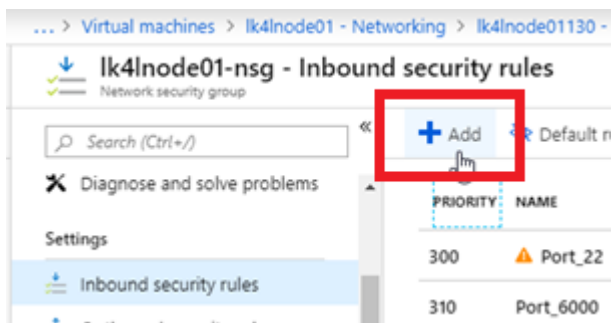 ... > Virtual machines > lk4lnode01 - Networking > lk4lnode01130 -
lk4lnode01-nsg - Inbound security rules
Network security group
Search (Ctrl+/)
«
Add
Default
Diagnose and solve problems
PRIORITY NAME
Settings
300 Port_22
Inbound security rules
310 Port_6000